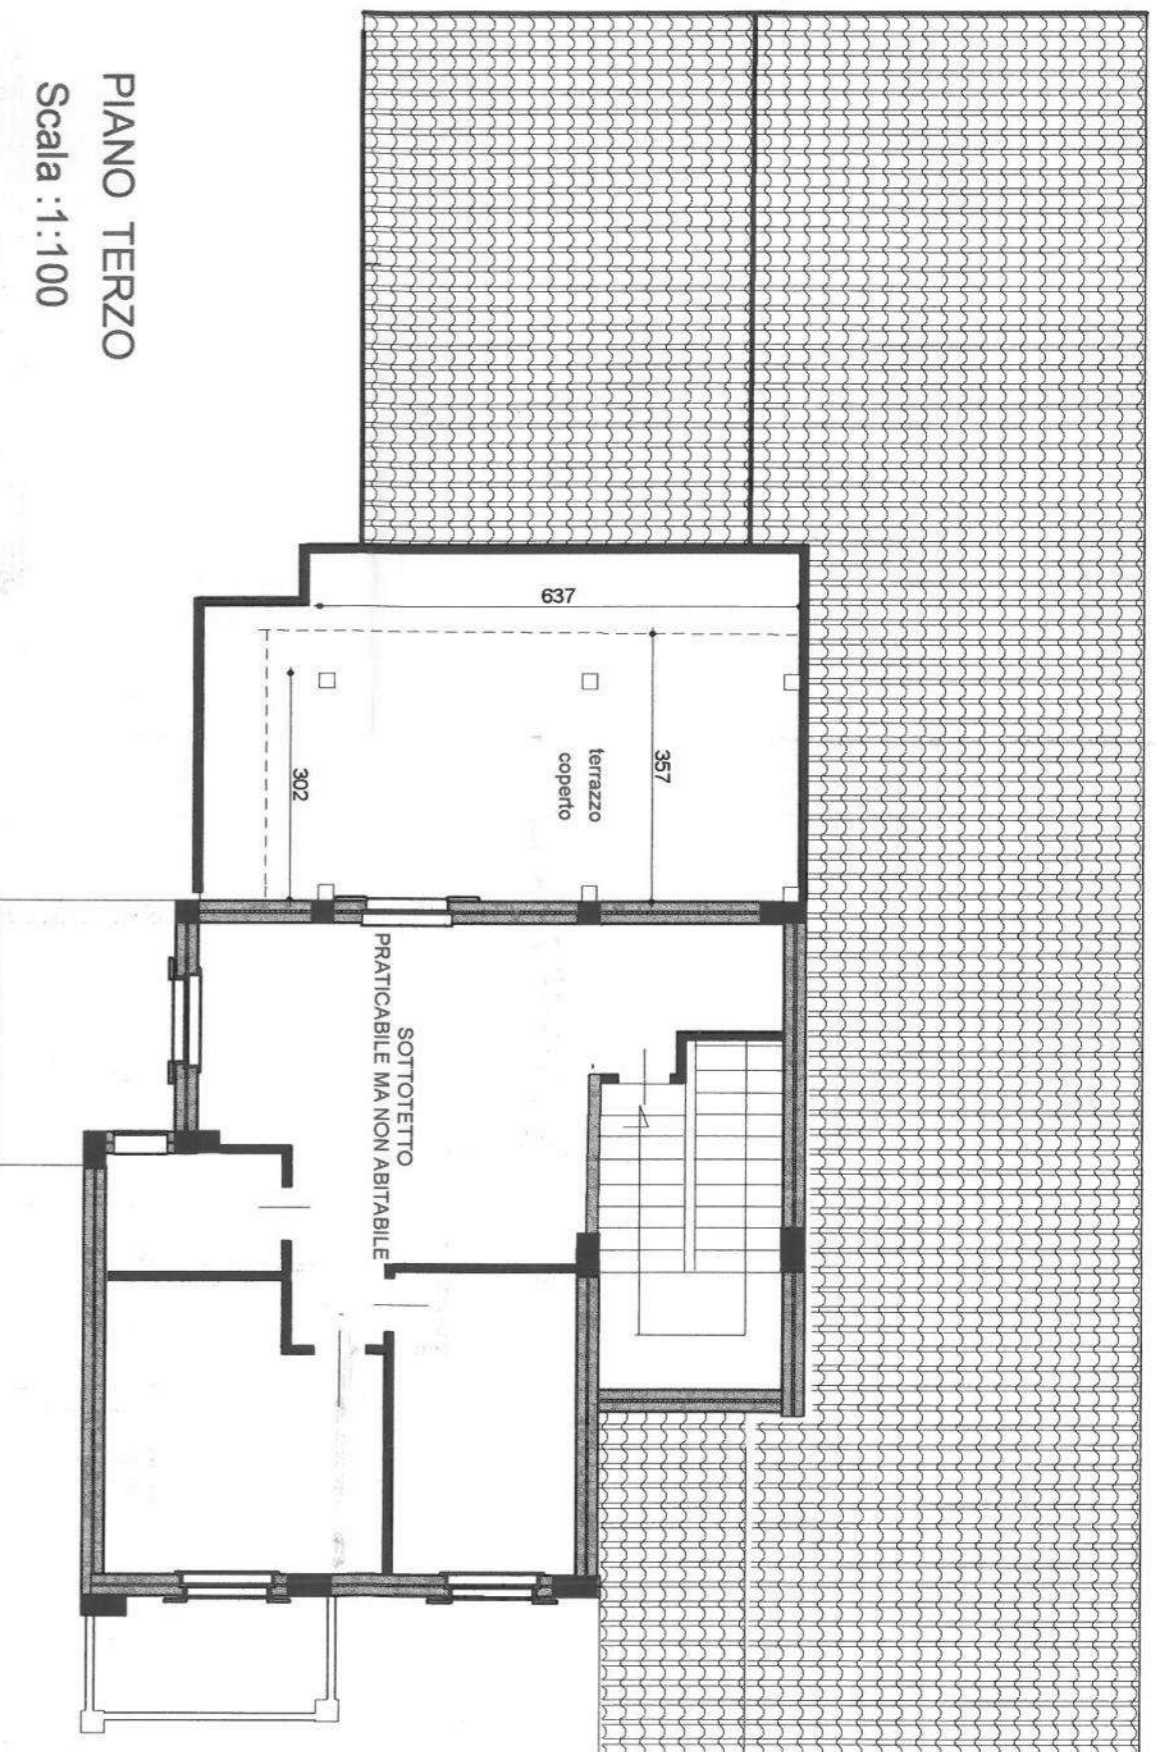 PIANO TERZO
Scala :1:100
637
357
terrazzo
coperto
302
SOTTOTETTO
PRATICABILE MA NON ABITABILE